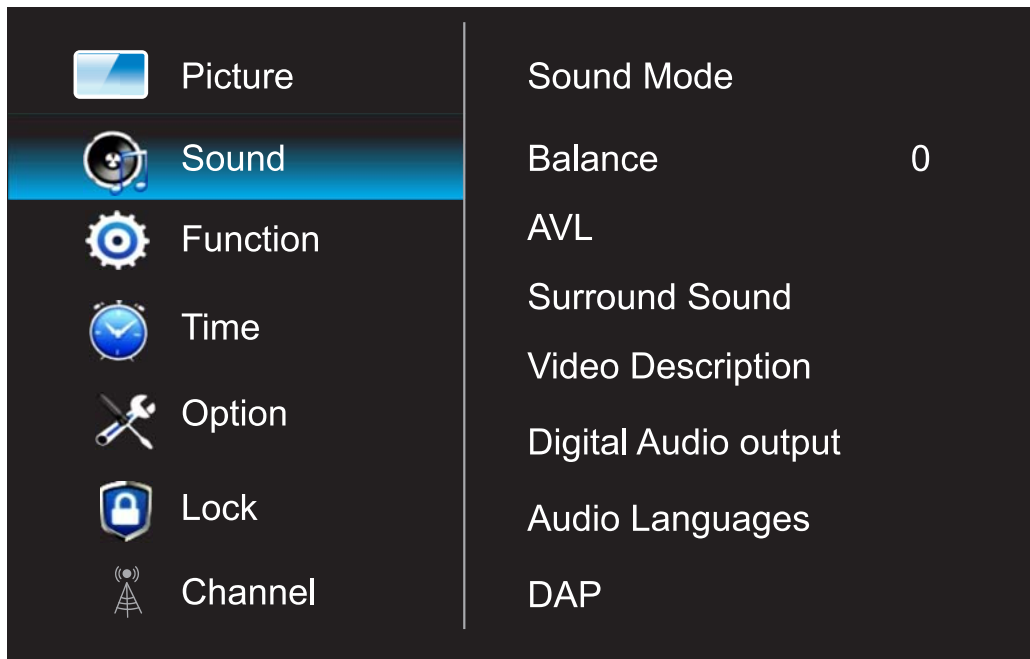 Picture
Sound
Function
Time
Option
Lock
Channel
Sound Mode
Balance 0
AVL
Surround Sound
Video Description
Digital Audio output
Audio Languages
DAP